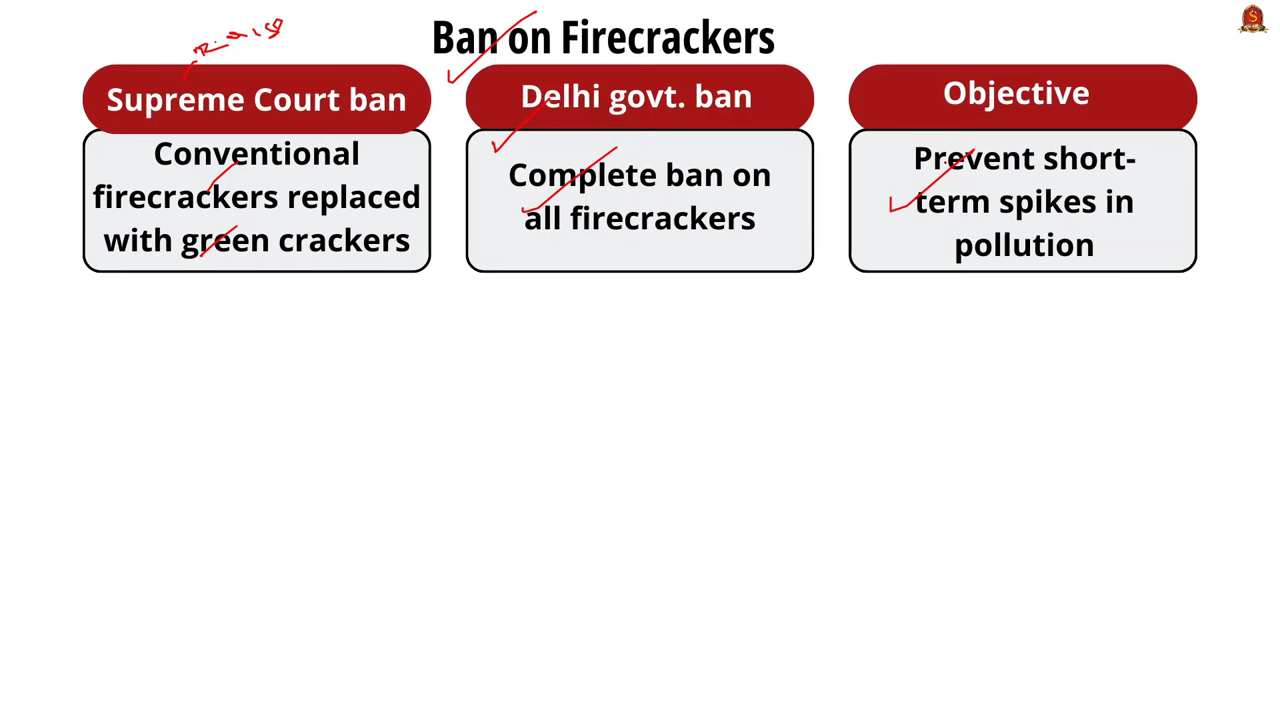 Ban on Firecrackers
Supreme Court ban
Conventional
firecrackers replaced
with green crackers
Delhi govt. ban
Complete ban on
all firecrackers
Objective
Prevent short-
term spikes in
pollution